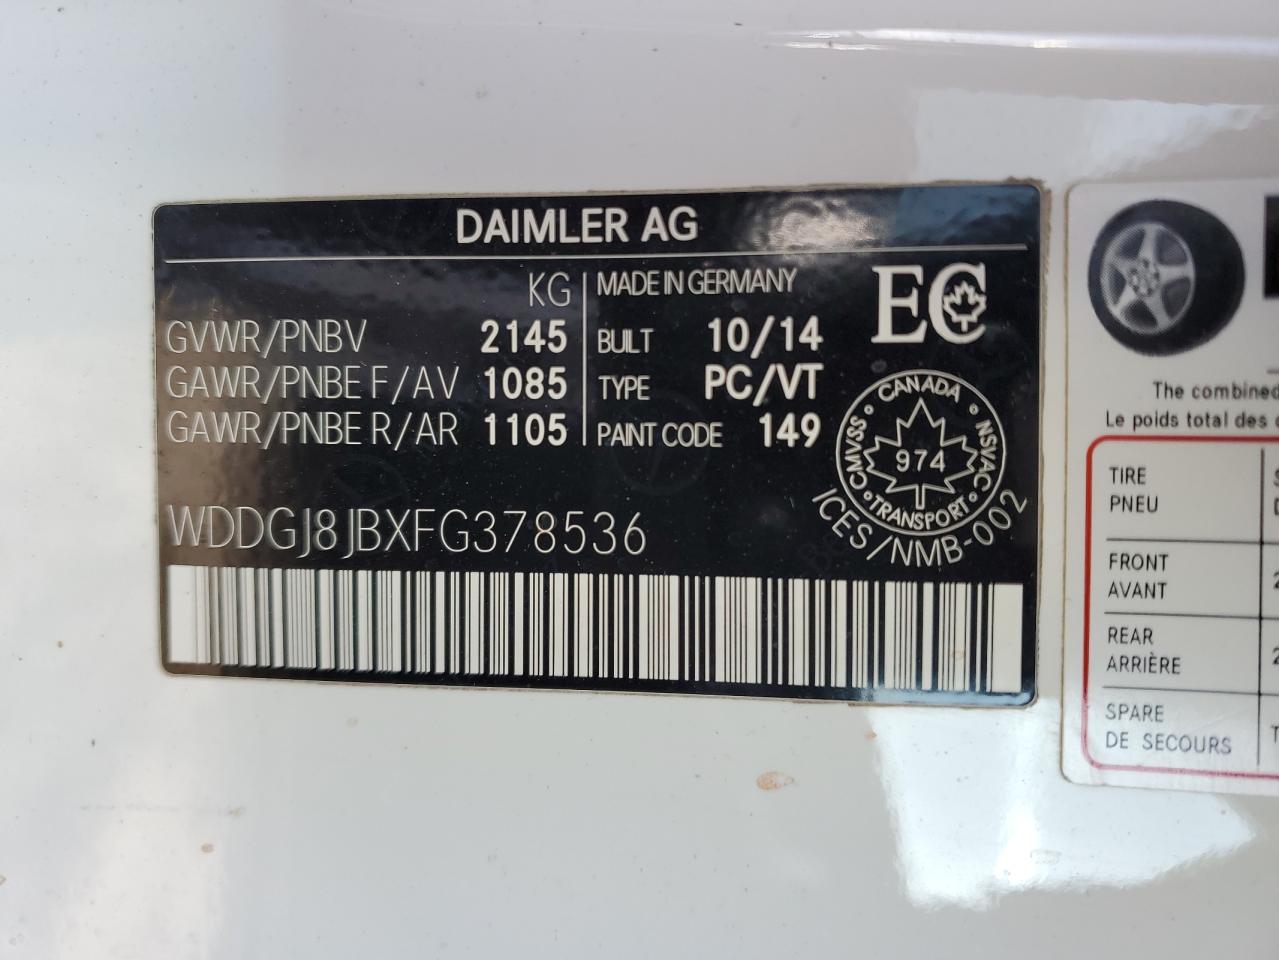 DAIMLER AG
KG
GVWR/PNBV 2145
GAWR/PNBE F/AV 1085
GAWR/PNBE R/AR 1105
MADE IN GERMANY
BUILT 10/14
TYPE PC/VT
PAINT CODE 149
EC
CANADA
CMVSS
NSVAC
974
TRANSPORT
ICES/NMB-002
WDDGJ8JBXFG378536
The combined
Le poids total des
TIRE
PNEU
FRONT
AVANT
REAR
ARRIÈRE
SPARE
DE SECOURS